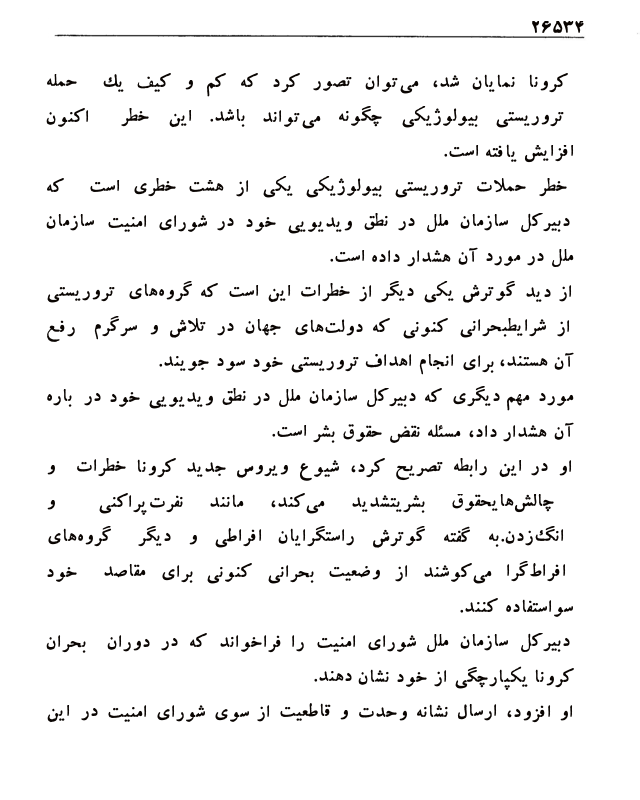 ۲۶۵۳۴
کرونا نمایان شد، می‌توان تصور کرد که کم و کیف یك حمله
تروریستی بیولوژیکی چگونه می‌تواند باشد. این خطر اکنون
افزایش یافته است.
خطر حملات تروریستی بیولوژیکی یکی از هشت خطری است که
دبیرکل سازمان ملل در نطق ویدیویی خود در شورای امنیت سازمان
ملل در مورد آن هشدار داده است.
از دید گوترش یکی دیگر از خطرات این است که گروه‌های تروریستی
از شرایطبحرانی کنونی که دولت‌های جهان در تلاش و سرگرم رفع
آن هستند، برای انجام اهداف تروریستی خود سود جویند.
مورد مهم دیگری که دبیرکل سازمان ملل در نطق ویدیویی خود در باره
آن هشدار داد، مسئله نقض حقوق بشر است.
او در این رابطه تصریح کرد، شیوع ویروس جدید کرونا خطرات و
چالش‌هایحقوق بشریتشدید می‌کند، مانند نفرت‌پراکنی و
انگ‌زدن.به گفته گوترش راستگرایان افراطی و دیگر گروه‌های
افراط‌گرا می‌کوشند از وضعیت بحرانی کنونی برای مقاصد خود
سواستفاده کنند.
دبیرکل سازمان ملل شورای امنیت را فراخواند که در دوران بحران
کرونا یکپارچگی از خود نشان دهند.
او افزود، ارسال نشانه وحدت و قاطعیت از سوی شورای امنیت در این